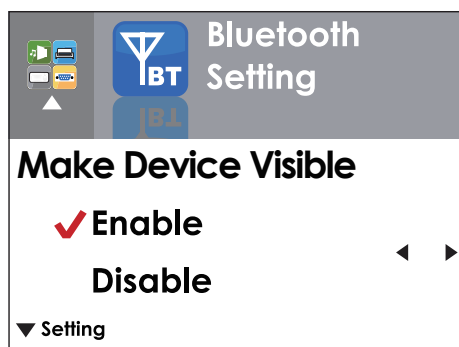 Bluetooth
Setting
BT
Make Device Visible
Enable
Disable
Setting